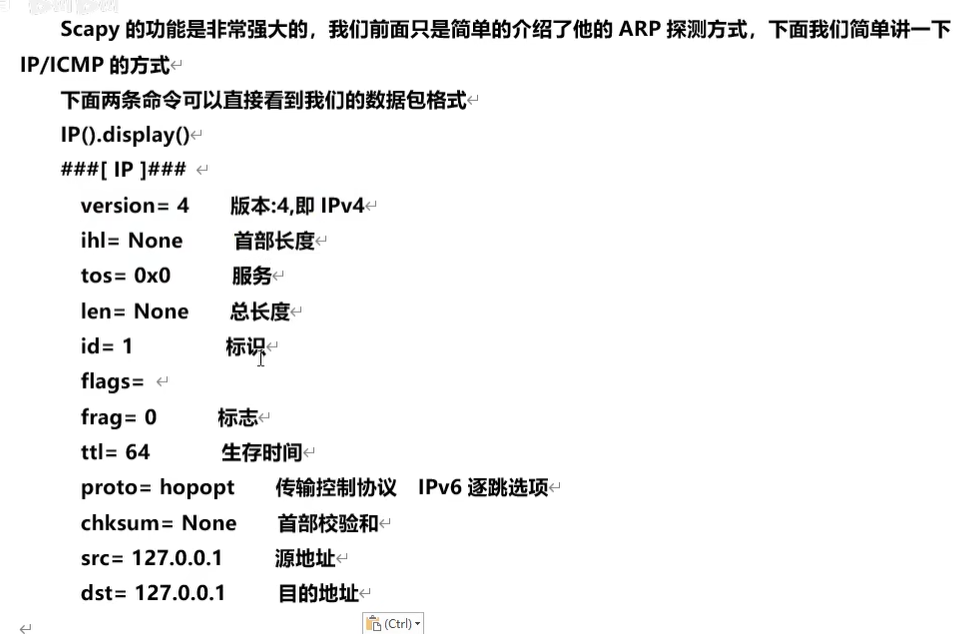 Scapy 的功能是非常强大的，我们前面只是简单的介绍了他的 ARP 探测方式，下面我们简单讲一下
IP/ICMP 的方式
下面两条命令可以直接看到我们的数据包格式
IP().display()
###[ IP ]###
version= 4 版本:4,即 IPv4
ihl= None 首部长度
tos= 0x0 服务
len= None 总长度
id= 1 标识
flags=
frag= 0 标志
ttl= 64 生存时间
proto= hopopt 传输控制协议 IPv6 逐跳选项
chksum= None 首部校验和
src= 127.0.0.1 源地址
dst= 127.0.0.1 目的地址
(Ctrl)